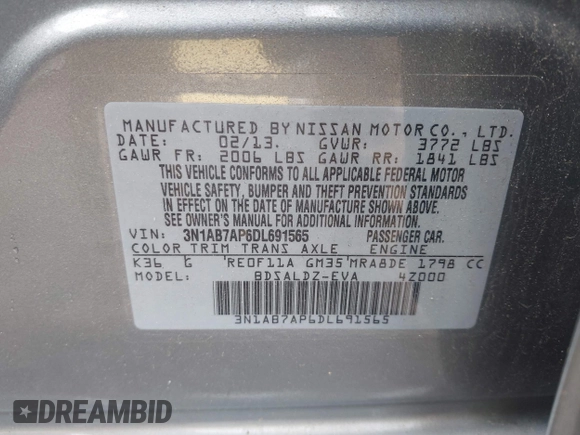 MANUFACTURED BY NISSAN MOTOR CO., LTD.
DATE: 02/13. GVWR: 3772 LBS
GAWR FR: 2006 LBS GAWR RR: 1841 LBS
THIS VEHICLE CONFORMS TO ALL APPLICABLE FEDERAL MOTOR
VEHICLE SAFETY, BUMPER AND THEFT PREVENTION STANDARDS
IN EFFECT ON THE DATE OF MANUFACTURE SHOWN ABOVE.
SEE OWNER'S MANUAL FOR ADDITIONAL INFORMATION.
VIN: 3N1AB7AP6DL691565 PASSENGER CAR.
COLOR TRIM TRANS AXLE ENGINE
K36 G RE0F11A GM35 MRA8DE 1798 CC
MODEL: BDSALDZ-EVA 4Z000
3N1AB7AP6DL691565
DREAMBID